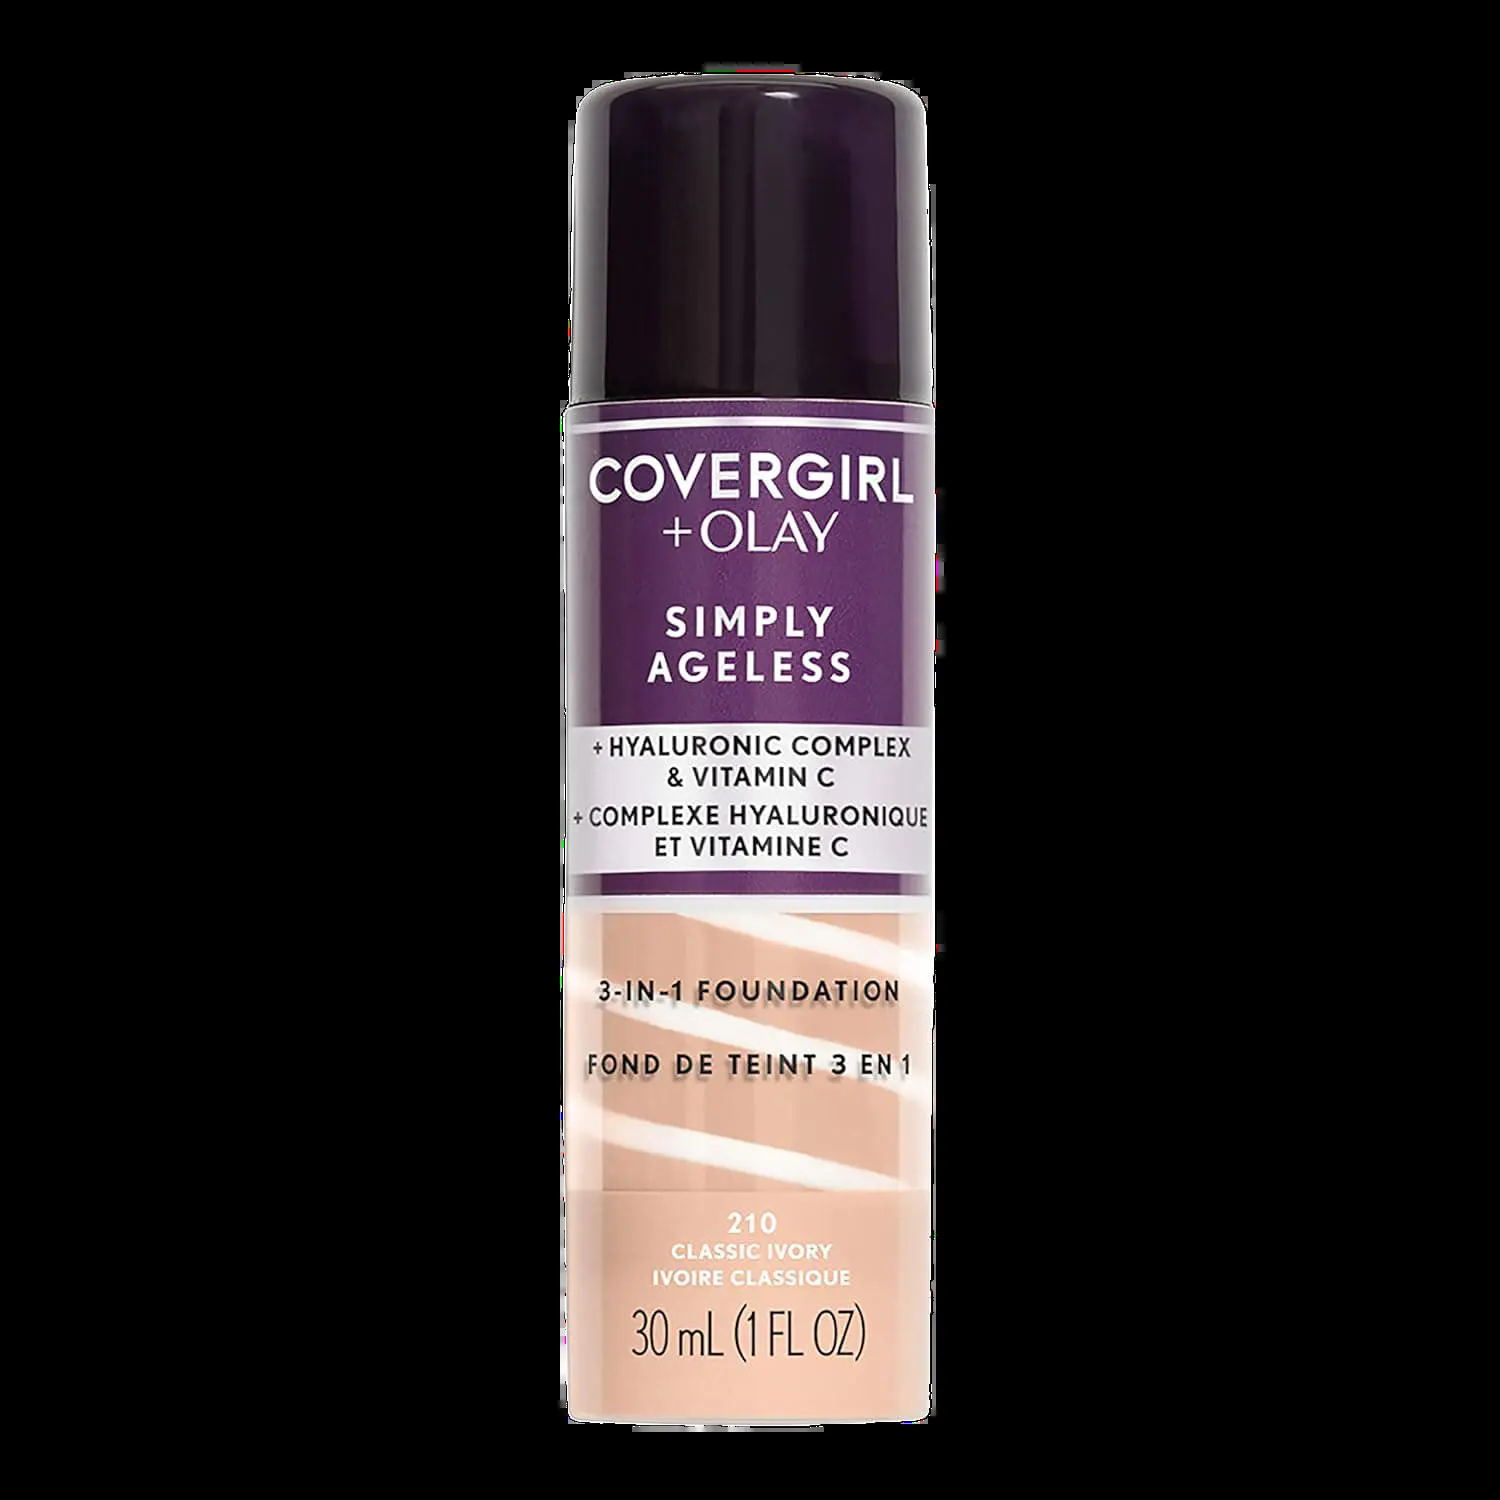 COVERGIRL
+ OLAY
SIMPLY
AGELESS
+ HYALURONIC COMPLEX
& VITAMIN C
+ COMPLEXE HYALURONIQUE
ET VITAMINE C
3-IN-1 FOUNDATION
FOND DE TEINT 3 EN 1
210
CLASSIC IVORY
IVOIRE CLASSIQUE
30 mL (1 FL OZ)